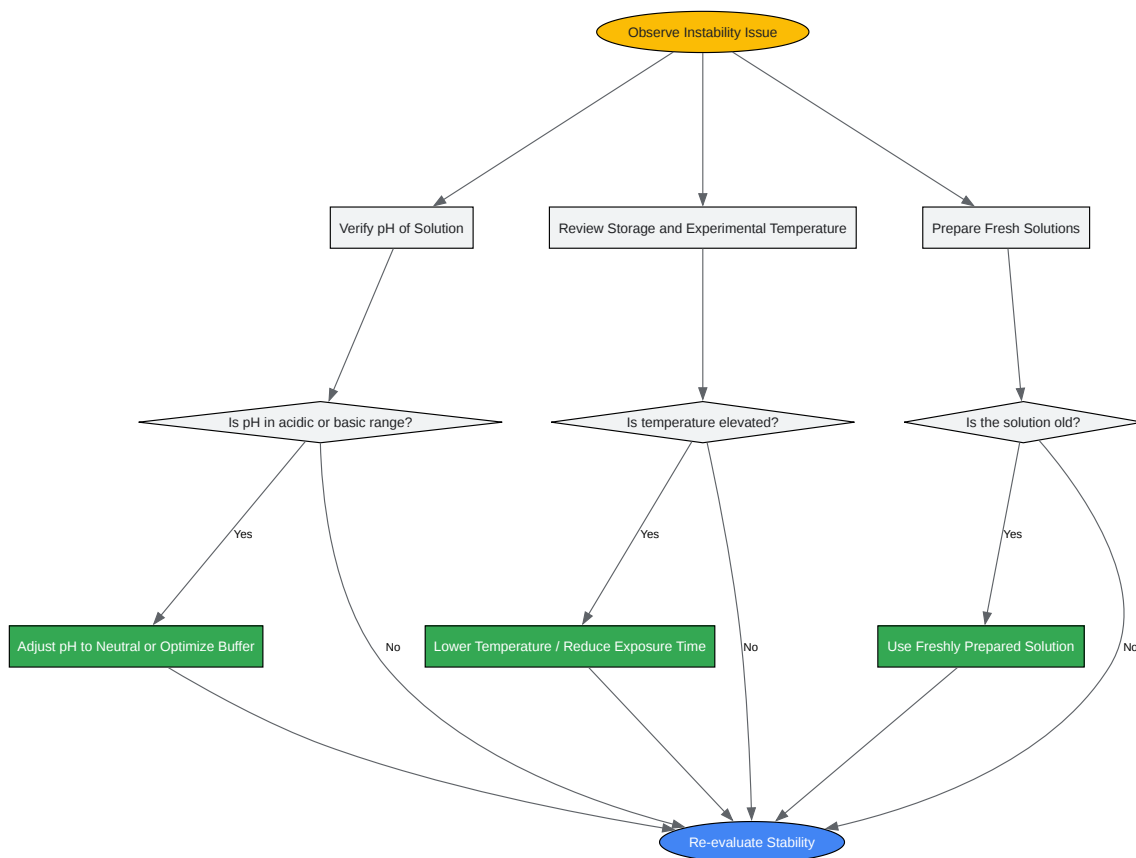 Observe Instability Issue
Verify pH of Solution
Review Storage and Experimental Temperature
Prepare Fresh Solutions
Is pH in acidic or basic range?
Is temperature elevated?
Is the solution old?
Yes
Yes
Yes
Adjust pH to Neutral or Optimize Buffer
No
Lower Temperature / Reduce Exposure Time
No
Use Freshly Prepared Solution
No
Re-evaluate Stability